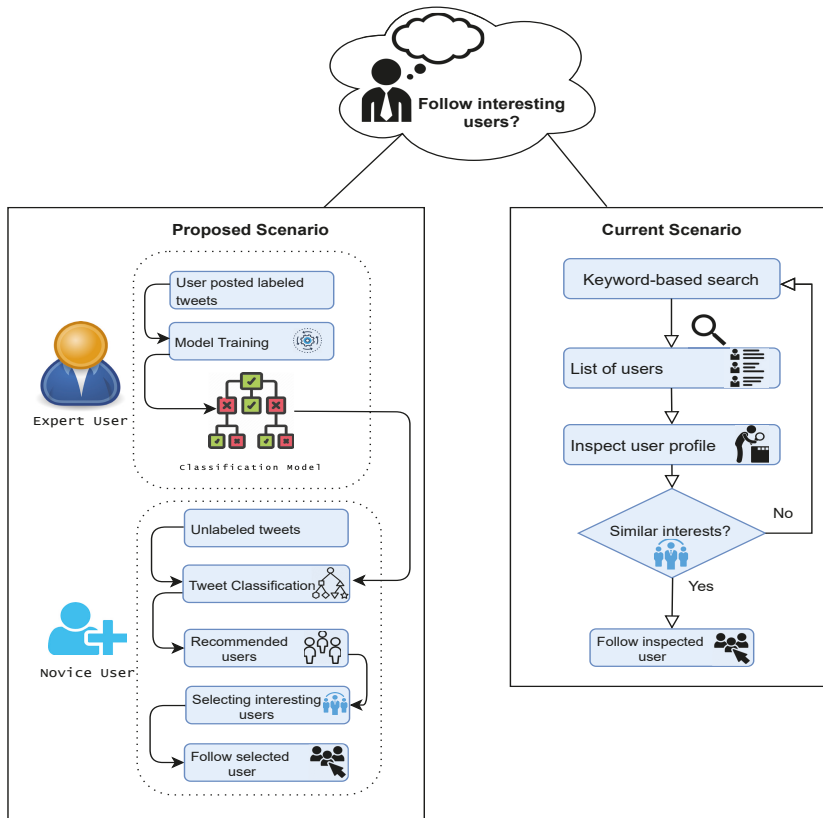 Follow interesting
users?
Proposed Scenario
User posted labeled
tweets
Model Training
Expert User
Classification Model
Unlabeled tweets
Tweet Classification
Novice User
Recommended
users
Selecting interesting
users
Follow selected
user
Current Scenario
Keyword-based search
List of users
Inspect user profile
Similar interests?
No
Yes
Follow inspected
user